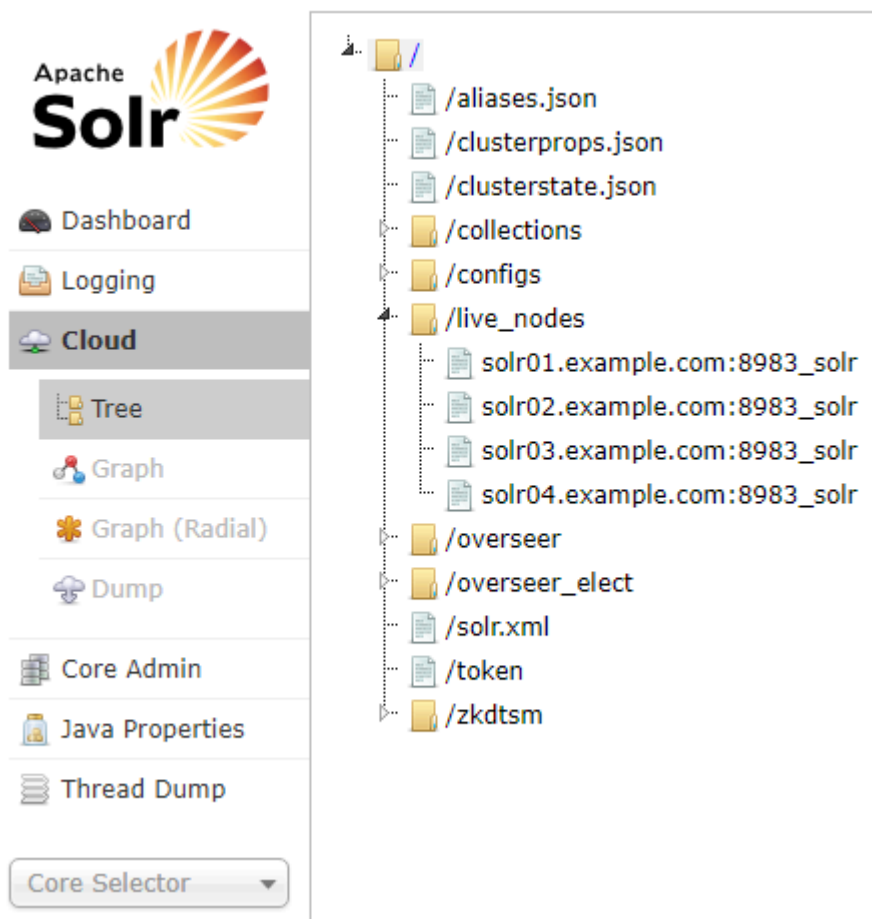 Apache
Solr
Dashboard
Logging
Cloud
Tree
Graph
Graph (Radial)
Dump
Core Admin
Java Properties
Thread Dump
Core Selector
/
/aliases.json
/clusterprops.json
/clusterstate.json
/collections
/configs
/live_nodes
solr01.example.com:8983_solr
solr02.example.com:8983_solr
solr03.example.com:8983_solr
solr04.example.com:8983_solr
/overseer
/overseer_elect
/solr.xml
/token
/zkdtsm